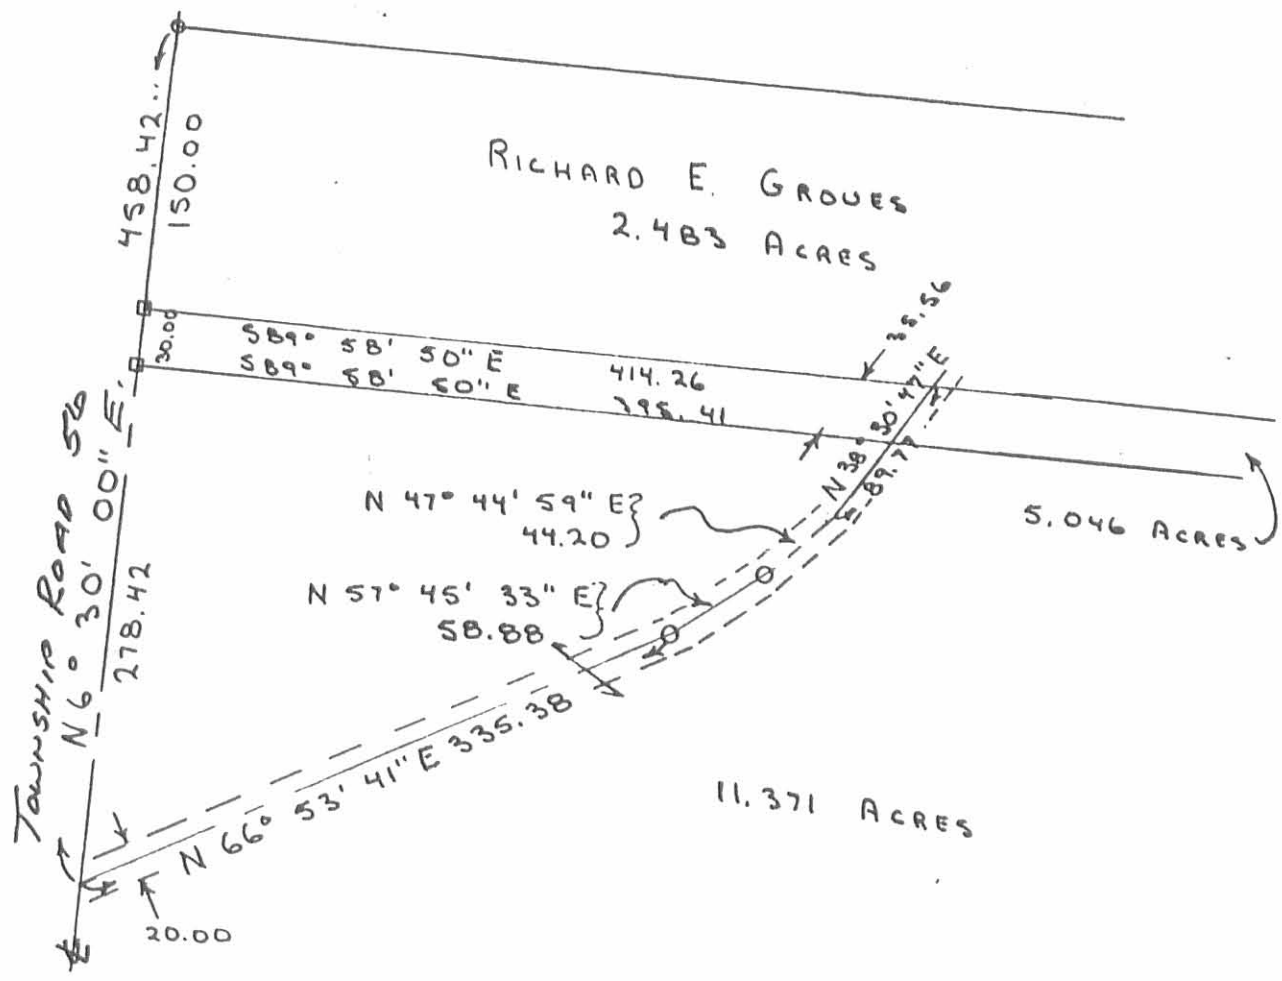 458.42
150.00
RICHARD E. GROVES
2.483 ACRES
30.00
S89° 58' 50" E 414.26
S89° 58' 50" E 395.41
35.56
N 38° 30' 47" E
89.77
5.046 ACRES
N 47° 44' 59" E
44.20
N 57° 45' 33" E
58.88
TOWNSHIP ROAD 56
N 6° 30' 00" E.
278.42
N 66° 53' 41" E 335.38
11.371 ACRES
20.00